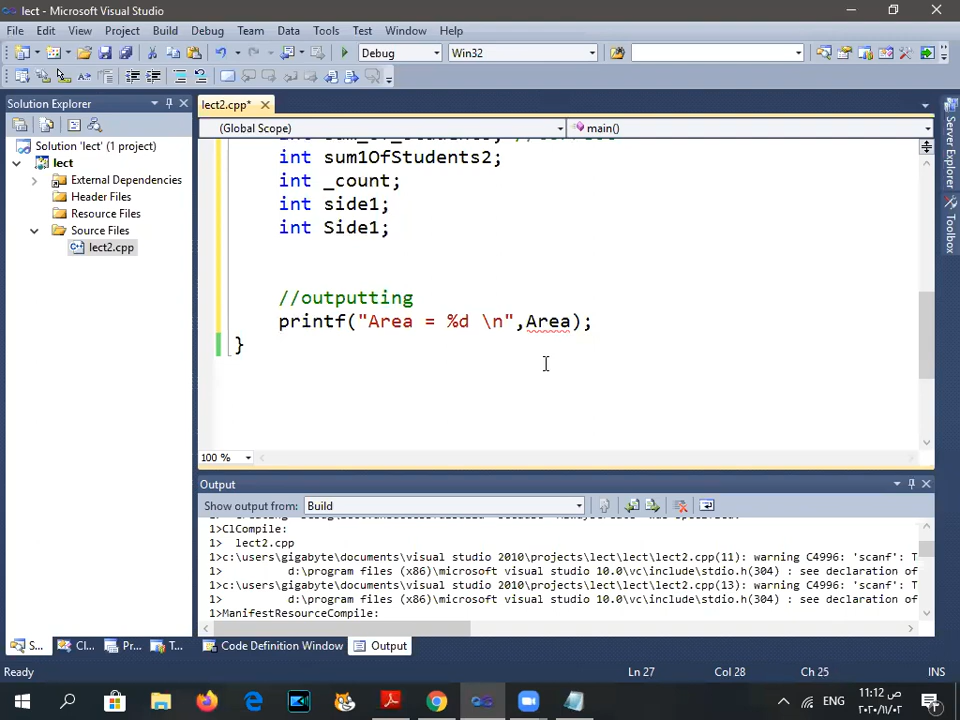 lect - Microsoft Visual Studio
File Edit View Project Build Debug Team Data Tools Test Window Help
Debug Win32
Solution Explorer
lect2.cpp*
(Global Scope) main()
Server Explorer
Toolbox
Solution 'lect' (1 project)
lect
External Dependencies
Header Files
Resource Files
Source Files
lect2.cpp
int sum1OfStudents2;
int _count;
int side1;
int Side1;
//outputting
printf("Area = %d \n",Area);
}
100 %
Output
Show output from: Build
1>ClCompile:
1>  lect2.cpp
1>c:\users\gigabyte\documents\visual studio 2010\projects\lect\lect\lect2.cpp(11): warning C4996: 'scanf': T
1>          d:\program files (x86)\microsoft visual studio 10.0\vc\include\stdio.h(304) : see declaration of
1>c:\users\gigabyte\documents\visual studio 2010\projects\lect\lect\lect2.cpp(13): warning C4996: 'scanf': T
1>          d:\program files (x86)\microsoft visual studio 10.0\vc\include\stdio.h(304) : see declaration of
1>ManifestResourceCompile:
S... Cl... Pr... T... Code Definition Window Output
Ready Ln 27 Col 28 Ch 25 INS
ENG
11:12 ص